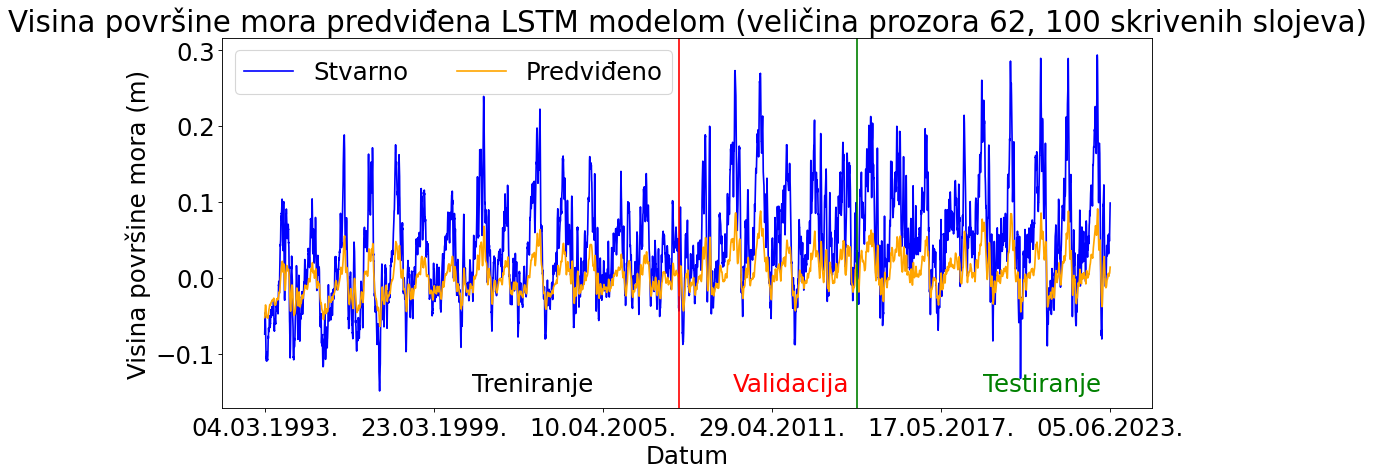 Visina površine mora predviđena LSTM modelom (veličina prozora 62, 100 skrivenih slojeva)
Stvarno
Predviđeno
Visina površine mora (m)
0.3
0.2
0.1
0.0
−0.1
Treniranje
Validacija
Testiranje
04.03.1993.
23.03.1999.
10.04.2005.
29.04.2011.
17.05.2017.
05.06.2023.
Datum